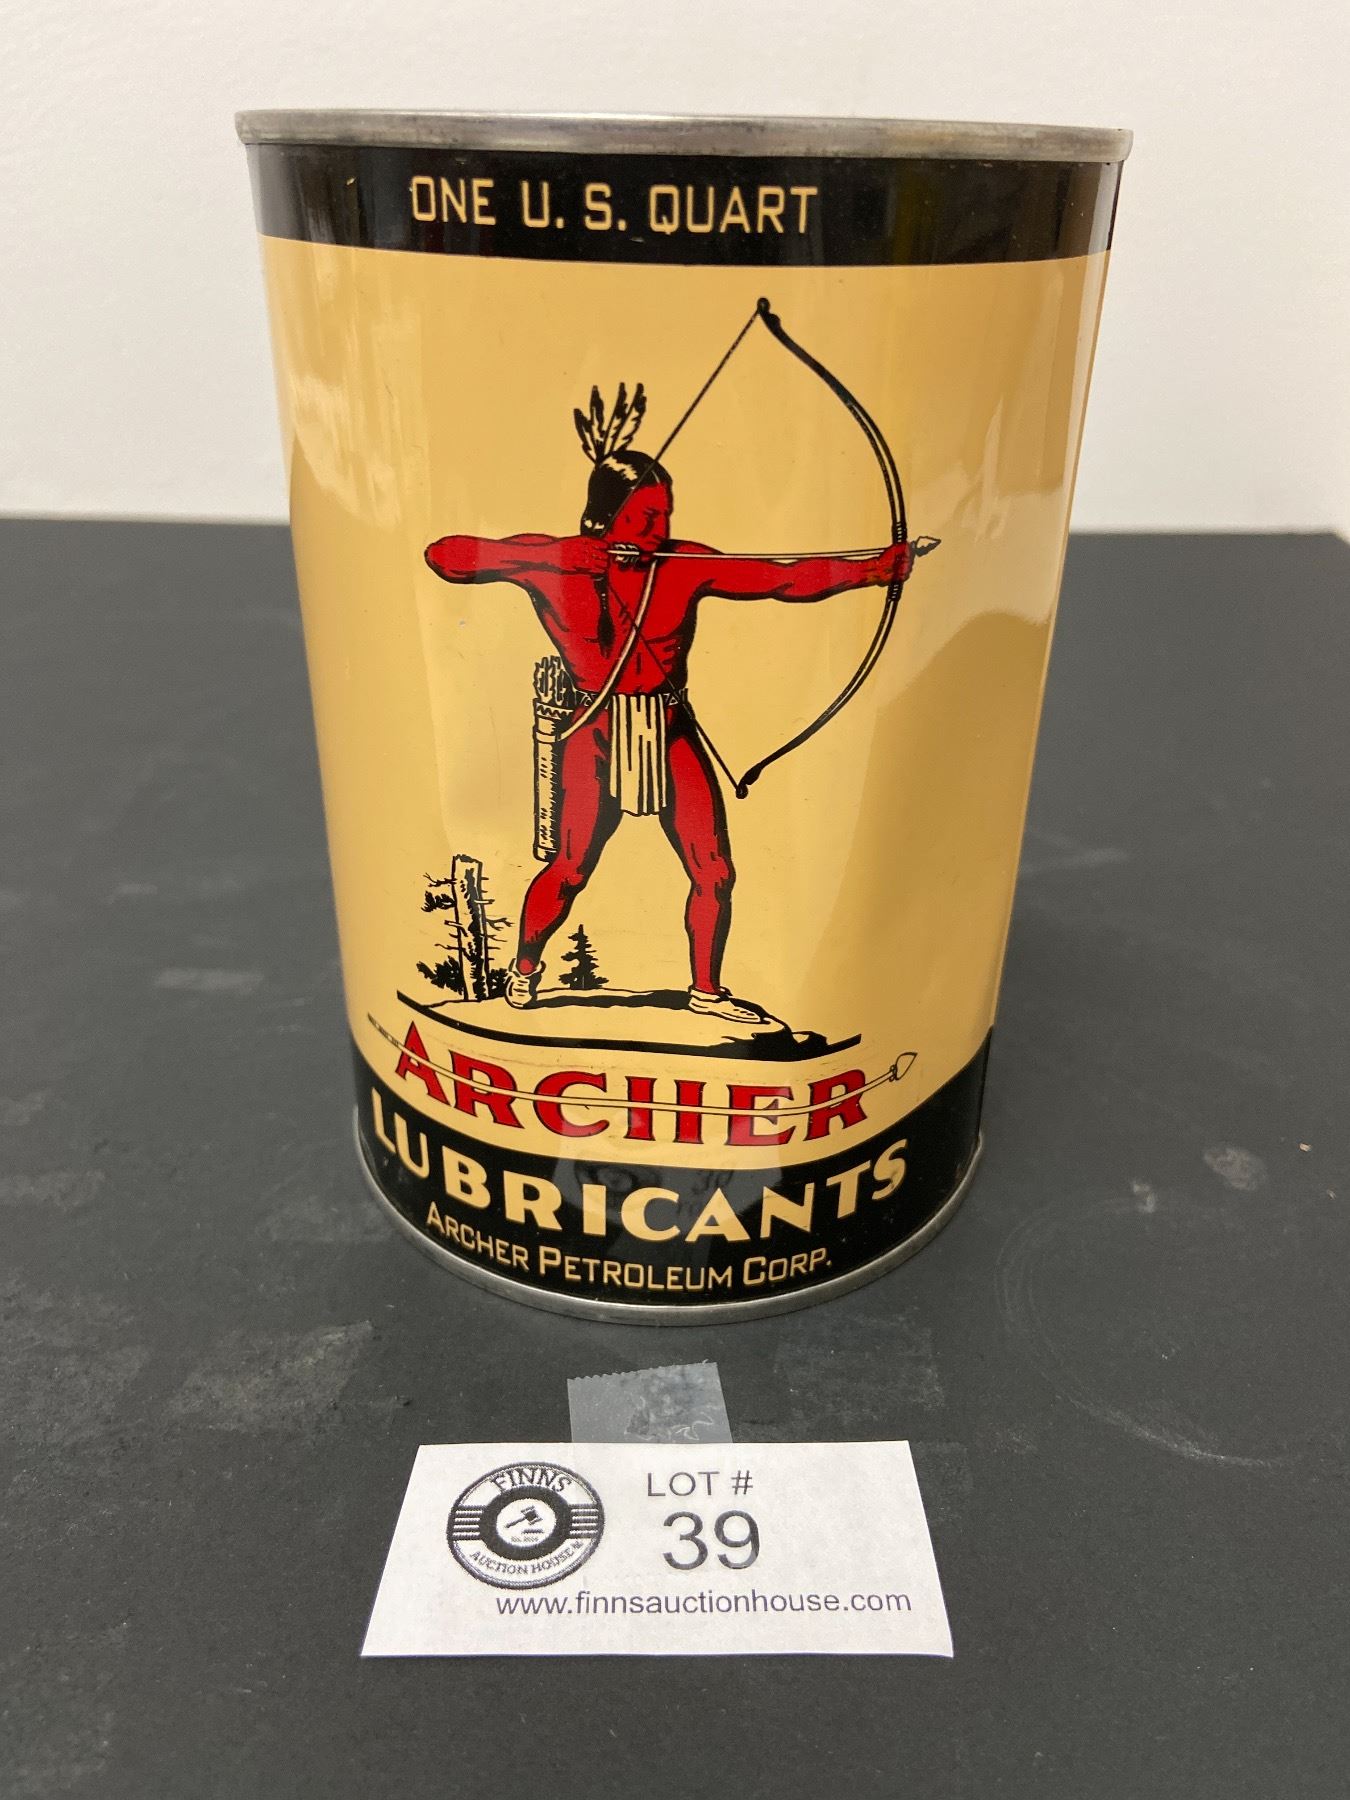 ONE U. S. QUART
ARCHER
LUBRICANTS
ARCHER PETROLEUM CORP.
FINNS
AUCTION HOUSE
LOT #
39
www.finnsauctionhouse.com